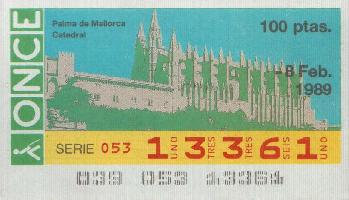 ONCE
Palma de Mallorca
Catedral
100 ptas.
-8 Feb.
1989
SERIE 053
1 UNO 3 TRES 3 TRES 6 SEIS 1 UNO
099 053 13361